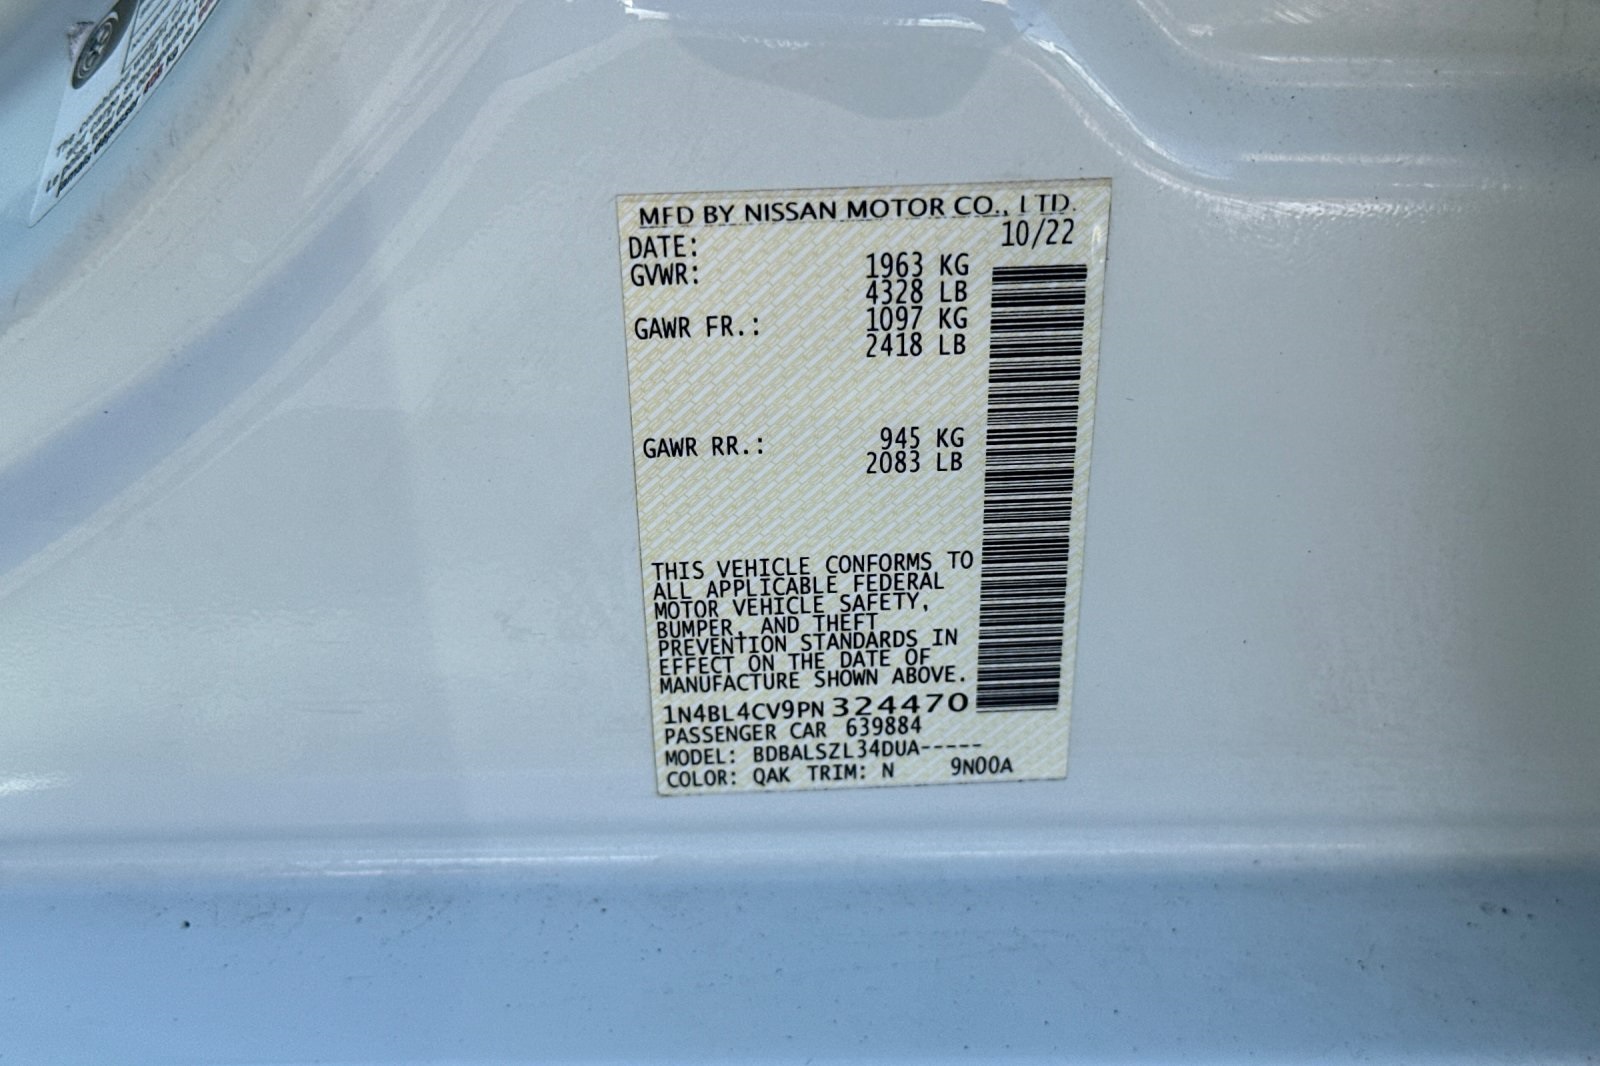 MFD BY NISSAN MOTOR CO., LTD.
DATE: 10/22
GVWR: 1963 KG
4328 LB
GAWR FR.: 1097 KG
2418 LB
GAWR RR.: 945 KG
2083 LB
THIS VEHICLE CONFORMS TO
ALL APPLICABLE FEDERAL
MOTOR VEHICLE SAFETY,
BUMPER, AND THEFT
PREVENTION STANDARDS IN
EFFECT ON THE DATE OF
MANUFACTURE SHOWN ABOVE.
1N4BL4CV9PN324470
PASSENGER CAR 639884
MODEL: BDBALSZL34DUA-----
COLOR: QAK TRIM: N 9N00A